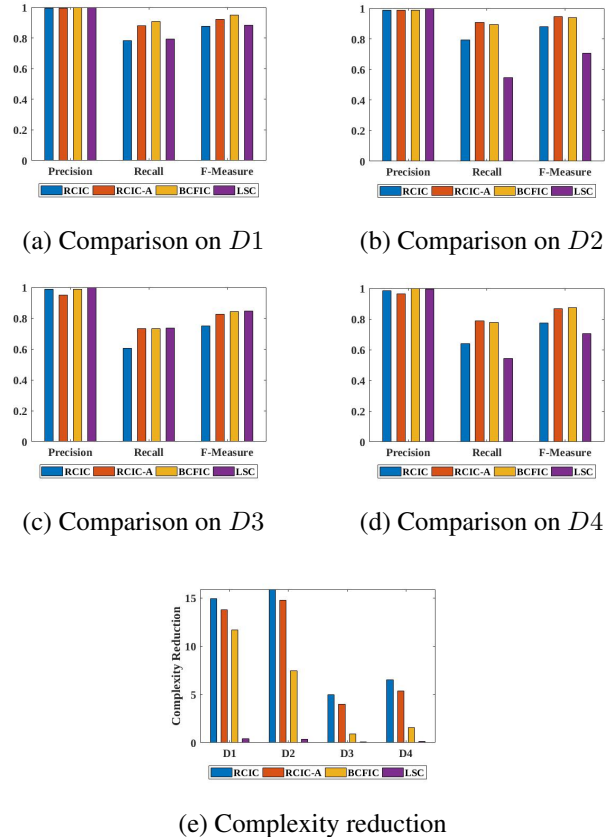 1
0.8
0.6
0.4
0.2
0
Precision Recall F-Measure
RCIC RCIC-A BCFIC LSC
(a) Comparison on D1
1
0.8
0.6
0.4
0.2
0
Precision Recall F-Measure
RCIC RCIC-A BCFIC LSC
(b) Comparison on D2
1
0.8
0.6
0.4
0.2
0
Precision Recall F-Measure
RCIC RCIC-A BCFIC LSC
(c) Comparison on D3
1
0.8
0.6
0.4
0.2
0
Precision Recall F-Measure
RCIC RCIC-A BCFIC LSC
(d) Comparison on D4
Complexity Reduction
15
10
5
0
D1 D2 D3 D4
RCIC RCIC-A BCFIC LSC
(e) Complexity reduction